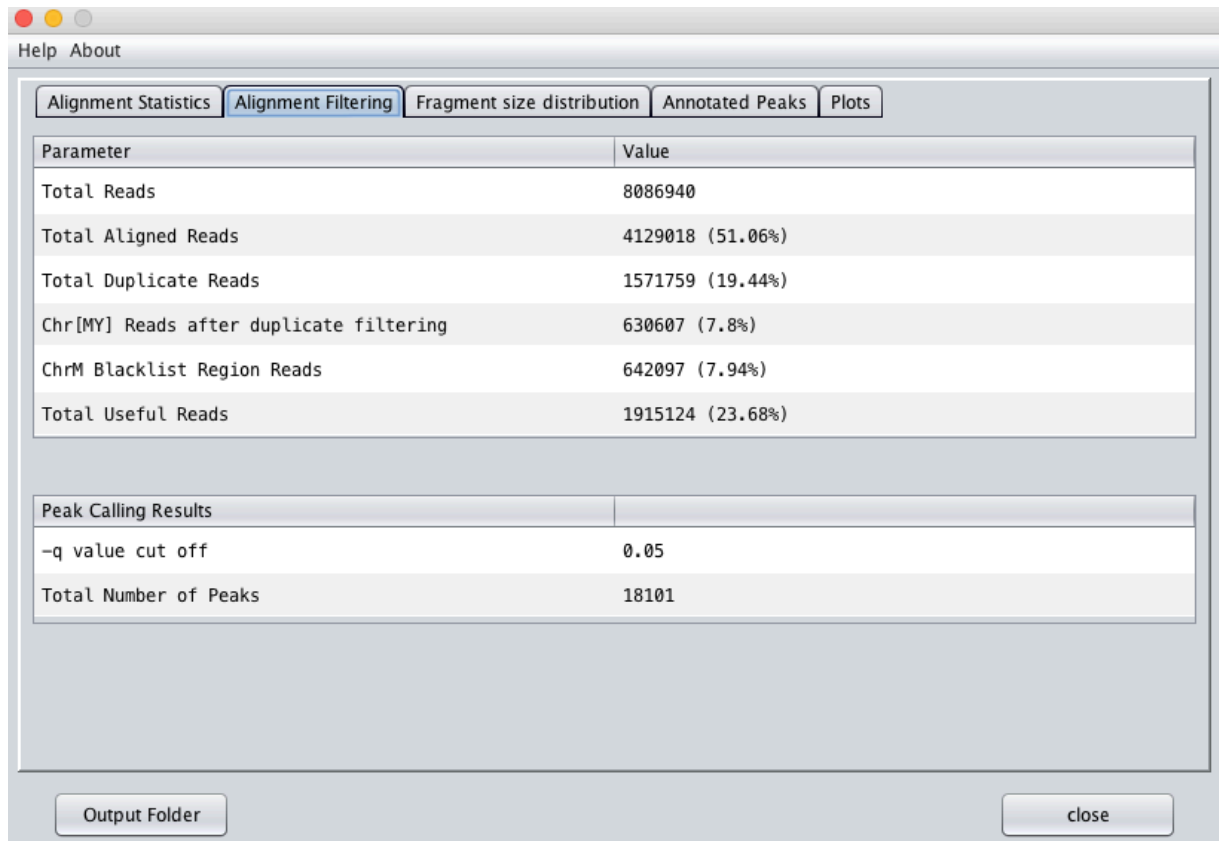 Help About
Alignment Statistics Alignment Filtering Fragment size distribution Annotated Peaks Plots
Parameter Value
Total Reads 8086940
Total Aligned Reads 4129018 (51.06%)
Total Duplicate Reads 1571759 (19.44%)
Chr[MY] Reads after duplicate filtering 630607 (7.8%)
ChrM Blacklist Region Reads 642097 (7.94%)
Total Useful Reads 1915124 (23.68%)
Peak Calling Results
-q value cut off 0.05
Total Number of Peaks 18101
Output Folder close